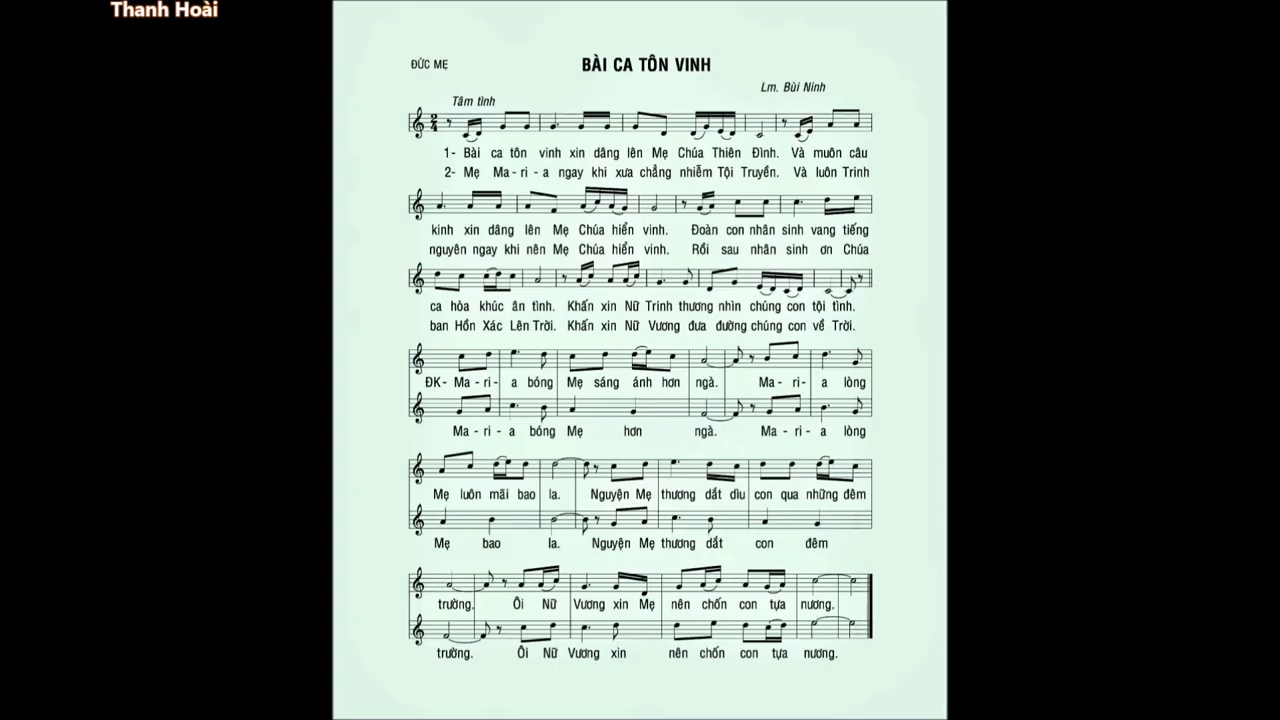 Thanh Hoài
ĐỨC MẸ
BÀI CA TÔN VINH
Lm. Bùi Ninh
Tâm tình
1- Bài ca tôn vinh xin dâng lên Mẹ Chúa Thiên Đình. Và muôn câu
2- Mẹ Ma - ri - a ngay khi xưa chẳng nhiễm Tội Truyền. Và luôn Trinh
kinh xin dâng lên Mẹ Chúa hiển vinh. Đoàn con nhân sinh vang tiếng
nguyên ngay khi nên Mẹ Chúa hiển vinh. Rồi sau nhân sinh ơn Chúa
ca hòa khúc ân tình. Khấn xin Nữ Trinh thương nhìn chúng con tội tình.
ban Hồn Xác Lên Trời. Khấn xin Nữ Vương đưa đường chúng con về Trời.
ĐK- Ma - ri - a bóng Mẹ sáng ánh hơn ngà. Ma - ri - a lòng
Ma - ri - a bóng Mẹ hơn ngà. Ma - ri - a lòng
Mẹ luôn mãi bao la. Nguyện Mẹ thương dắt dìu con qua những đêm
Mẹ bao la. Nguyện Mẹ thương dắt con đêm
trường. Ôi Nữ Vương xin Mẹ nên chốn con tựa nương.
trường. Ôi Nữ Vương xin nên chốn con tựa nương.